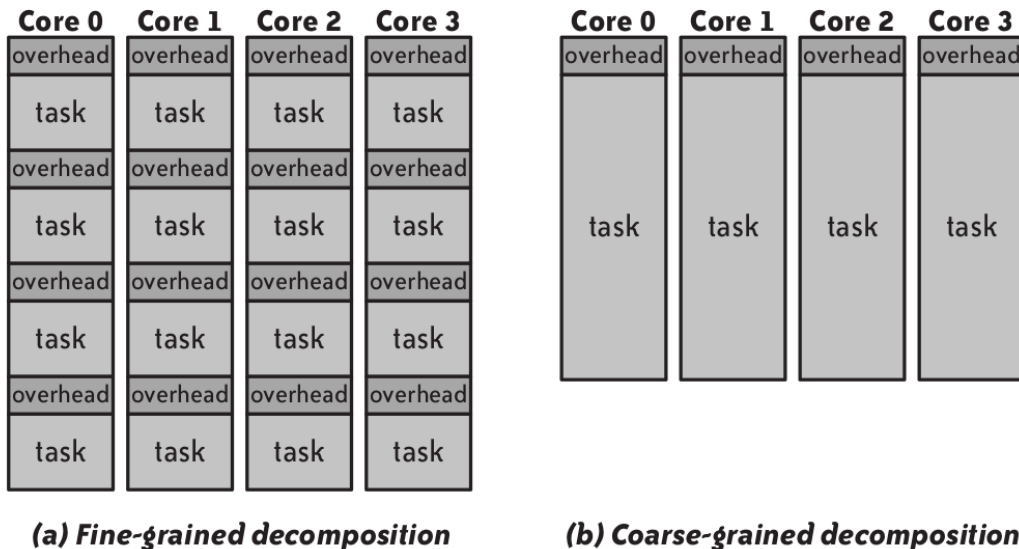 Core 0 Core 1 Core 2 Core 3
overhead overhead overhead overhead
task task task task
overhead overhead overhead overhead
task task task task
overhead overhead overhead overhead
task task task task
overhead overhead overhead overhead
task task task task
(a) Fine-grained decomposition
Core 0 Core 1 Core 2 Core 3
overhead overhead overhead overhead
task task task task
(b) Coarse-grained decomposition